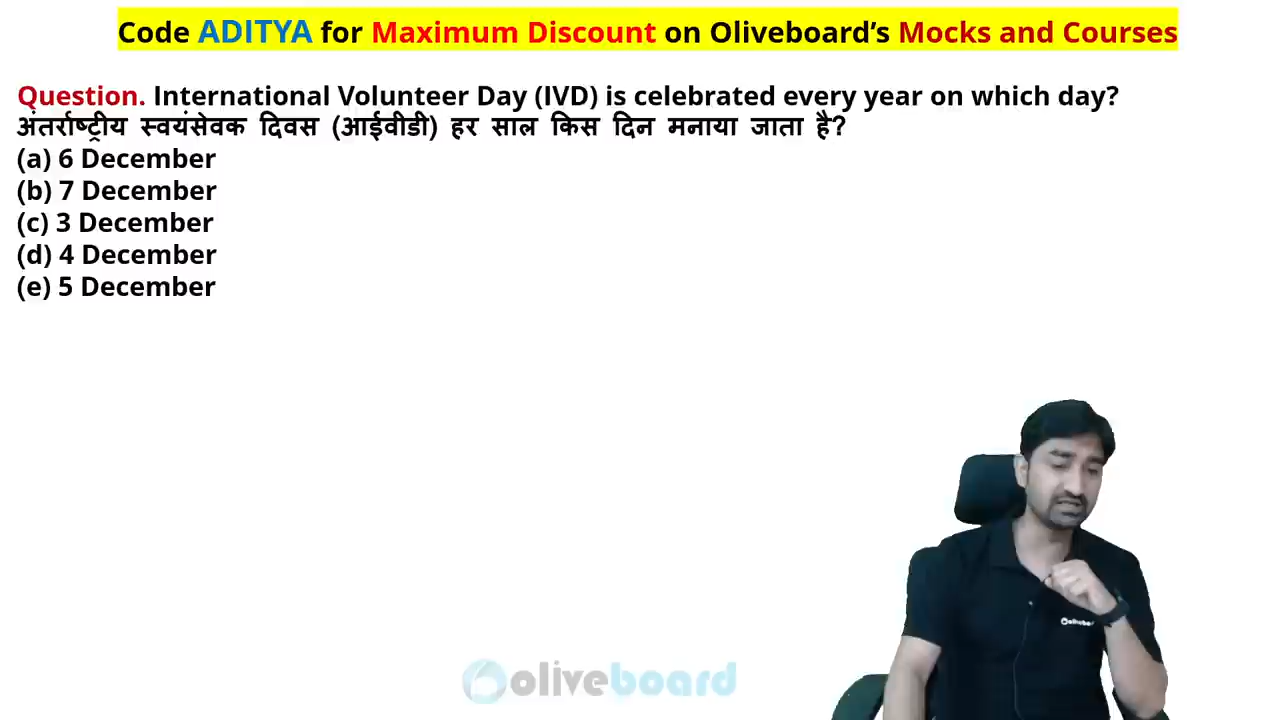 Code ADITYA for Maximum Discount on Oliveboard's Mocks and Courses
Question. International Volunteer Day (IVD) is celebrated every year on which day?
अंतर्राष्ट्रीय स्वयंसेवक दिवस (आईवीडी) हर साल किस दिन मनाया जाता है?
(a) 6 December
(b) 7 December
(c) 3 December
(d) 4 December
(e) 5 December
oliveboard